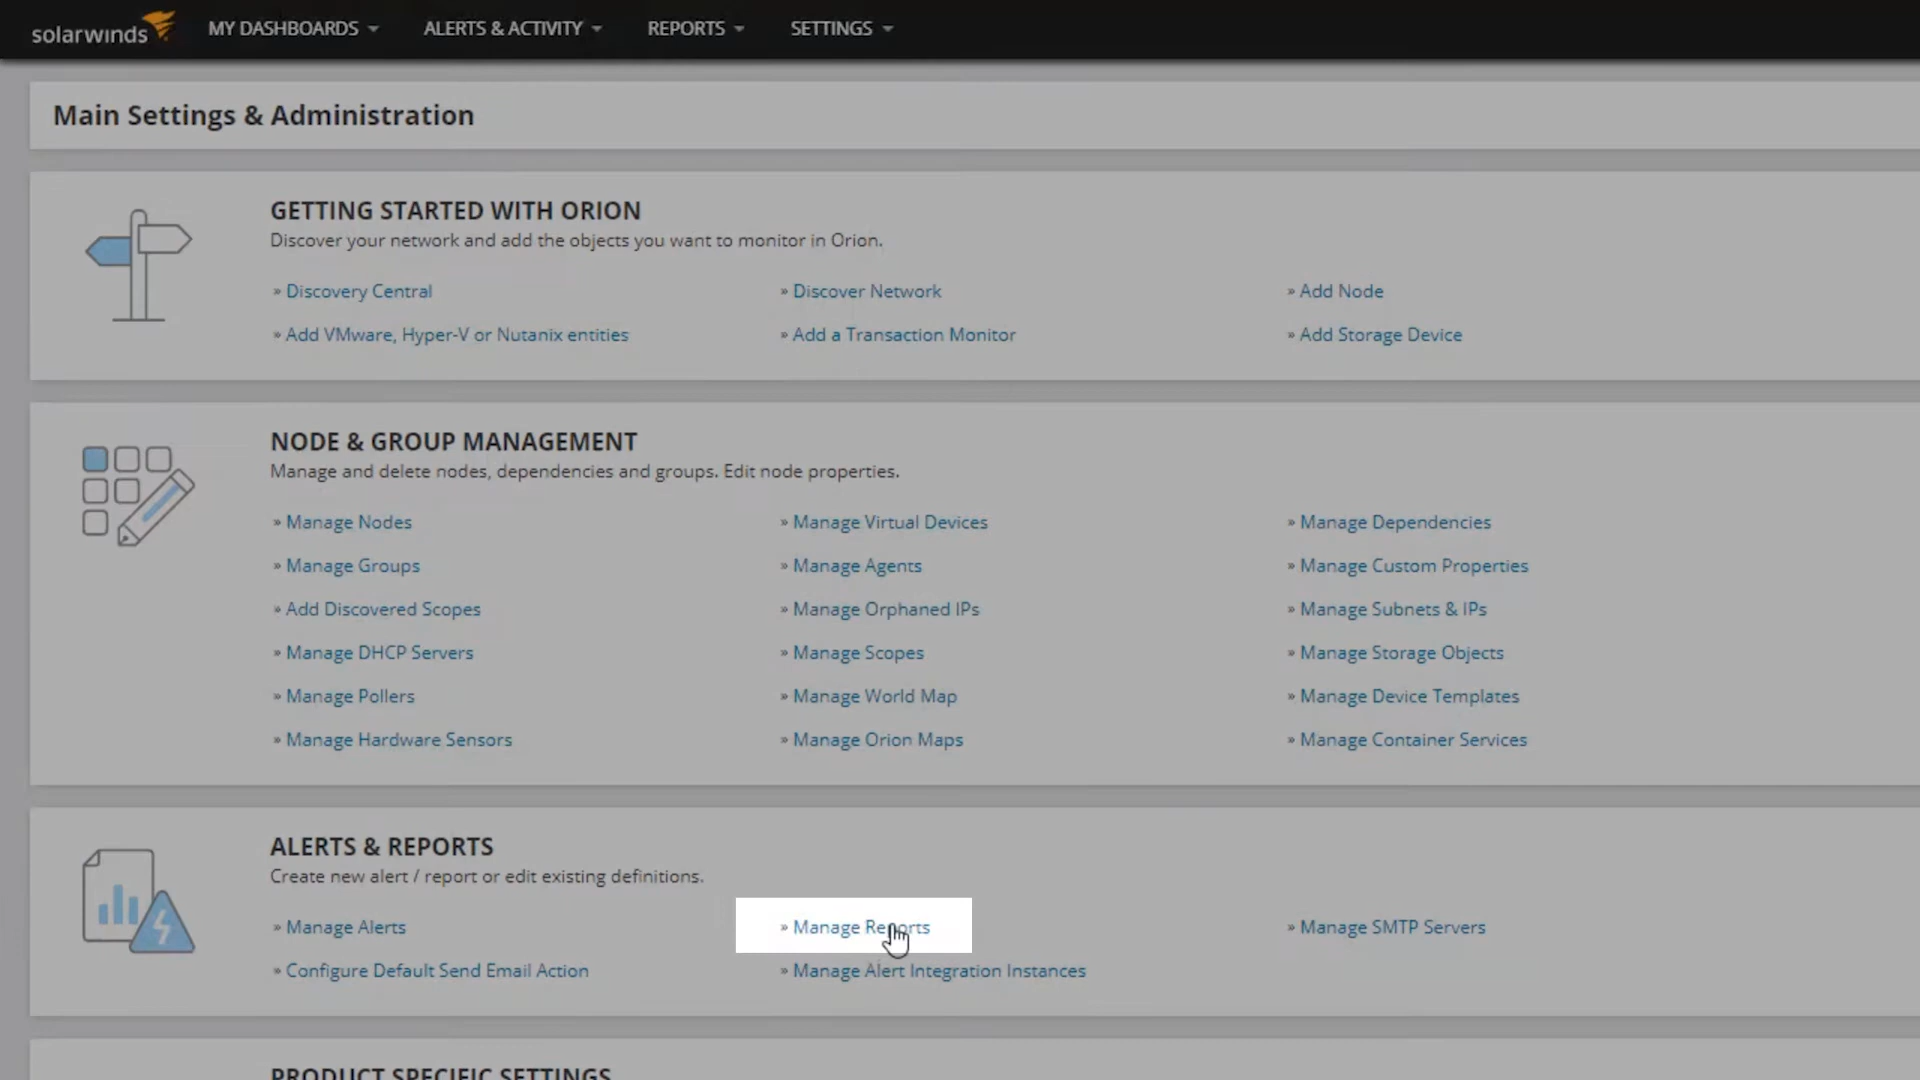 solarwinds MY DASHBOARDS ALERTS & ACTIVITY REPORTS SETTINGS
Main Settings & Administration
GETTING STARTED WITH ORION
Discover your network and add the objects you want to monitor in Orion.
» Discovery Central » Discover Network » Add Node
» Add VMware, Hyper-V or Nutanix entities » Add a Transaction Monitor » Add Storage Device
NODE & GROUP MANAGEMENT
Manage and delete nodes, dependencies and groups. Edit node properties.
» Manage Nodes » Manage Virtual Devices » Manage Dependencies
» Manage Groups » Manage Agents » Manage Custom Properties
» Add Discovered Scopes » Manage Orphaned IPs » Manage Subnets & IPs
» Manage DHCP Servers » Manage Scopes » Manage Storage Objects
» Manage Pollers » Manage World Map » Manage Device Templates
» Manage Hardware Sensors » Manage Orion Maps » Manage Container Services
ALERTS & REPORTS
Create new alert / report or edit existing definitions.
» Manage Alerts » Manage Reports » Manage SMTP Servers
» Configure Default Send Email Action » Manage Alert Integration Instances
PRODUCT SPECIFIC SETTINGS